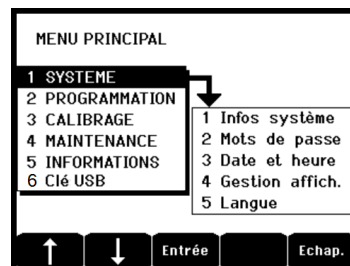 MENU PRINCIPAL
1 SYSTEME
2 PROGRAMMATION
3 CALIBRAGE
4 MAINTENANCE
5 INFORMATIONS
6 Clé USB
1 Infos système
2 Mots de passe
3 Date et heure
4 Gestion affich.
5 Langue
↑ ↓ Entrée Echap.